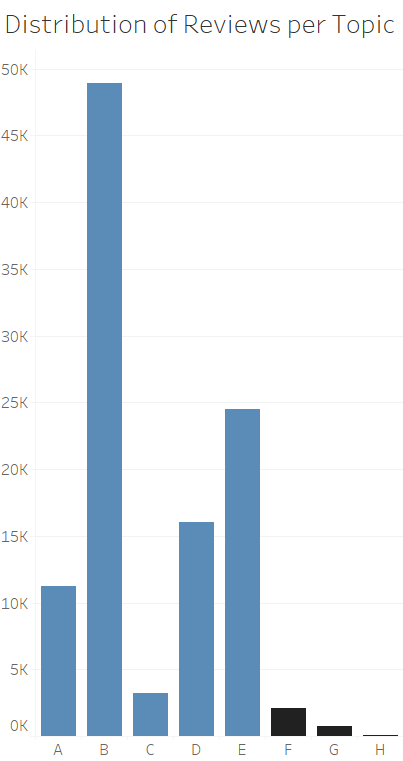 Distribution of Reviews per Topic
50K
45K
40K
35K
30K
25K
20K
15K
10K
5K
0K
A B C D E F G H